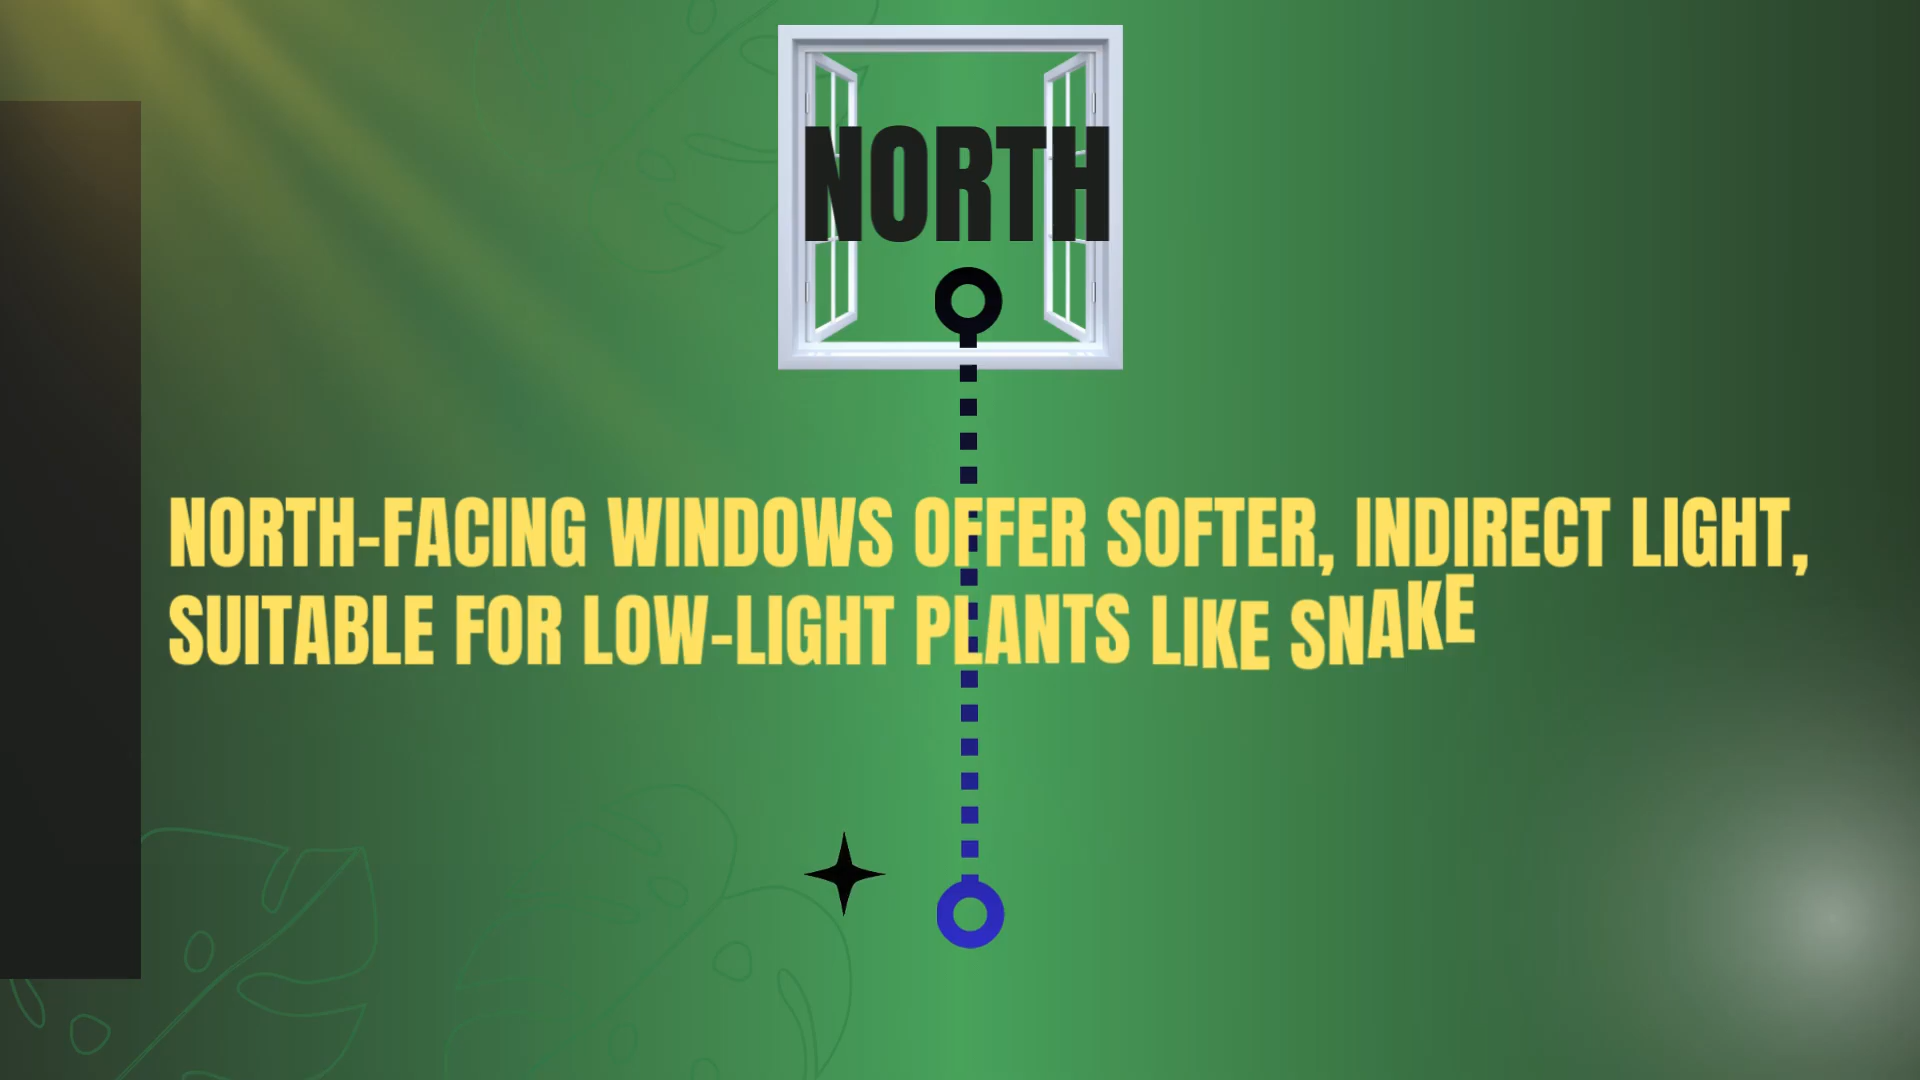 NORTH
NORTH-FACING WINDOWS OFFER SOFTER, INDIRECT LIGHT,
SUITABLE FOR LOW-LIGHT PLANTS LIKE SNAKE